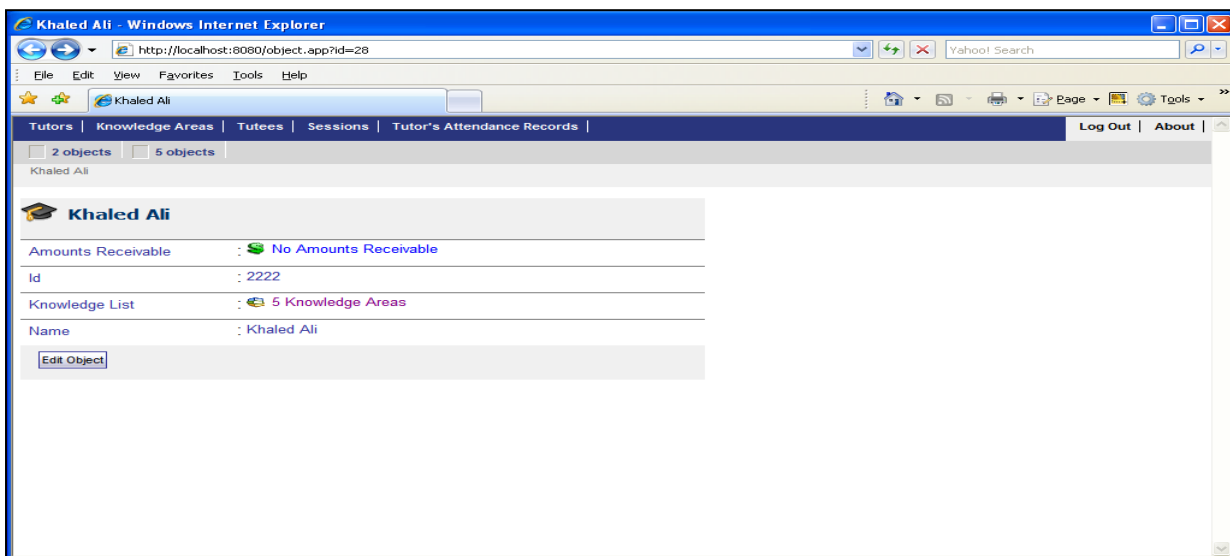 Khaled Ali - Windows Internet Explorer
http://localhost:8080/object.app?id=28
Yahoo! Search
File Edit View Favorites Tools Help
Khaled Ali
Page Tools »
Tutors | Knowledge Areas | Tutees | Sessions | Tutor's Attendance Records |
Log Out | About |
2 objects 5 objects
Khaled Ali
Khaled Ali
Amounts Receivable : No Amounts Receivable
Id : 2222
Knowledge List : 5 Knowledge Areas
Name : Khaled Ali
Edit Object